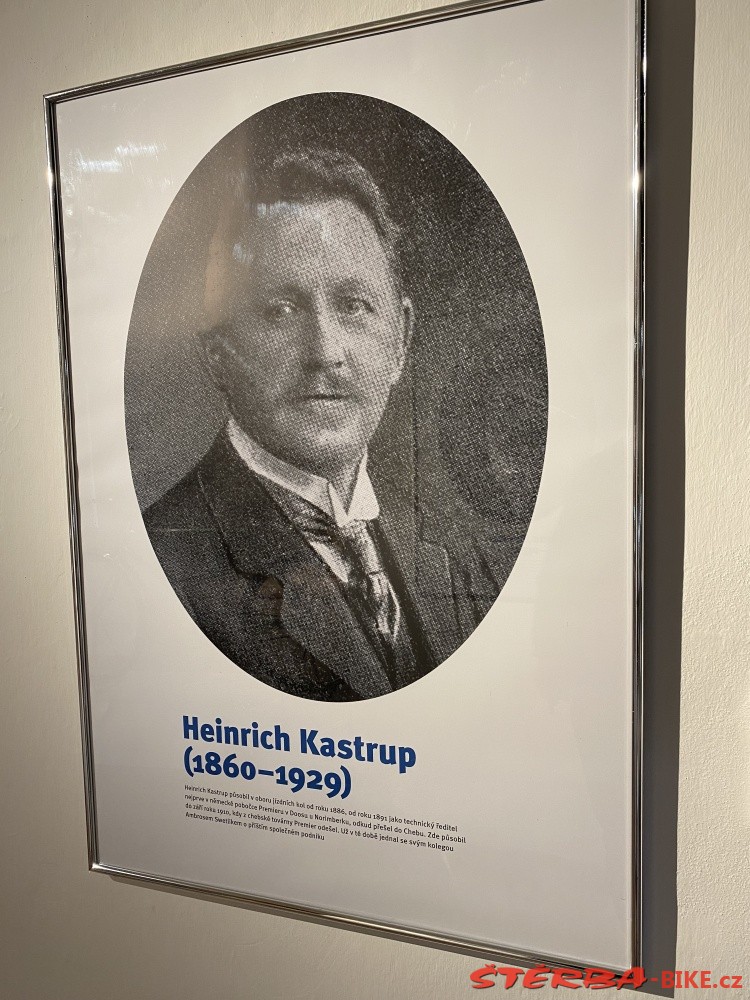 Heinrich Kastrup
(1860–1929)
Heinrich Kastrup působil v oboru jízdních kol od roku 1886, od roku 1891 jako technický ředitel
nejprve v německé pobočce Premieru v Doosu u Norimberku, odkud přešel do Chebu. Zde působil
do září roku 1910, kdy z chebské továrny Premier odešel. Už v té době jednal se svým kolegou
Ambrosem Swetlikem o příštím společném podniku
ŠTĚRBA-BIKE.cz